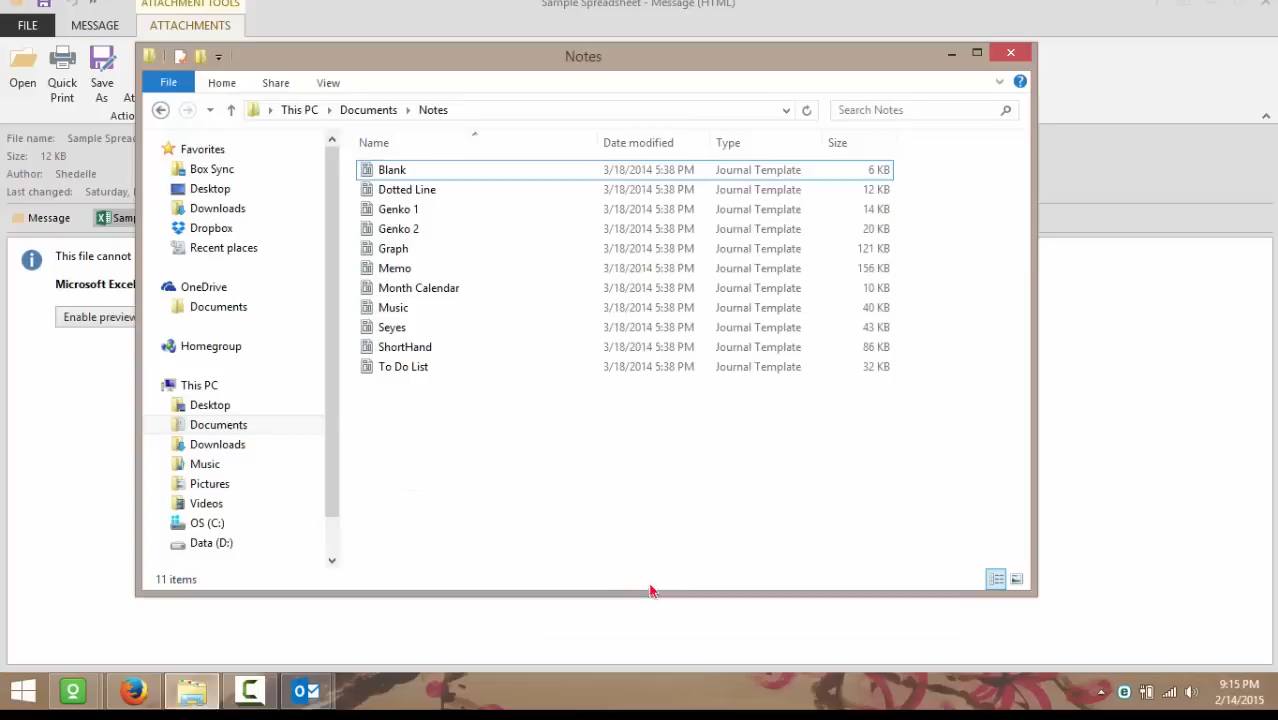 ATTACHMENT TOOLS
Sample Spreadsheet - Message (HTML)
FILE MESSAGE ATTACHMENTS
Open Quick Print Save As
Actio
File name: Sample Sprea
Size: 12 KB
Author: Shedelle
Last changed: Saturday,
Message Samp
This file cannot
Microsoft Excel
Enable preview
Notes
File Home Share View
This PC Documents Notes
Search Notes
Name Date modified Type Size
Favorites
Box Sync
Desktop
Downloads
Dropbox
Recent places
OneDrive
Documents
Homegroup
This PC
Desktop
Documents
Downloads
Music
Pictures
Videos
OS (C:)
Data (D:)
Blank 3/18/2014 5:38 PM Journal Template 6 KB
Dotted Line 3/18/2014 5:38 PM Journal Template 12 KB
Genko 1 3/18/2014 5:38 PM Journal Template 14 KB
Genko 2 3/18/2014 5:38 PM Journal Template 20 KB
Graph 3/18/2014 5:38 PM Journal Template 121 KB
Memo 3/18/2014 5:38 PM Journal Template 156 KB
Month Calendar 3/18/2014 5:38 PM Journal Template 10 KB
Music 3/18/2014 5:38 PM Journal Template 40 KB
Seyes 3/18/2014 5:38 PM Journal Template 43 KB
ShortHand 3/18/2014 5:38 PM Journal Template 86 KB
To Do List 3/18/2014 5:38 PM Journal Template 32 KB
11 items
9:15 PM
2/14/2015